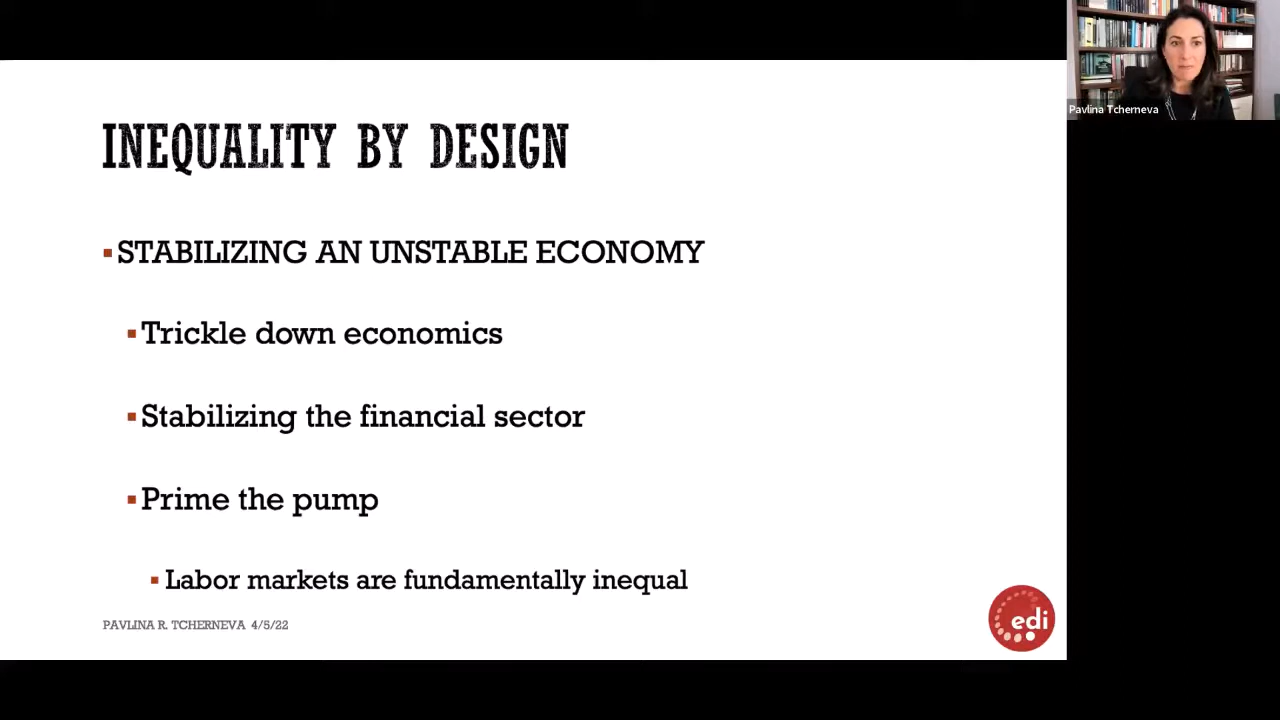 Pavlina Tcherneva
INEQUALITY BY DESIGN
STABILIZING AN UNSTABLE ECONOMY
Trickle down economics
Stabilizing the financial sector
Prime the pump
Labor markets are fundamentally inequal
PAVLINA R. TCHERNEVA 4/5/22
edi